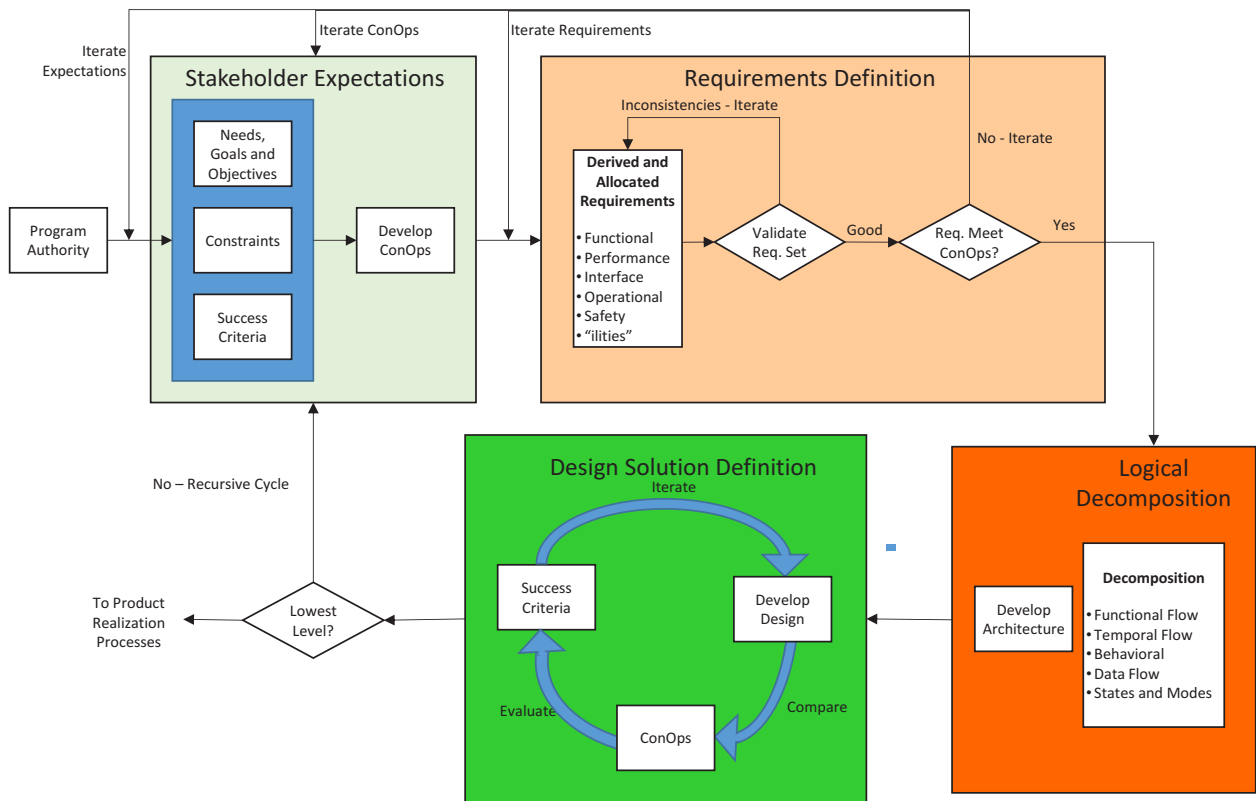 Iterate ConOps
Iterate Requirements
Iterate
Expectations
Stakeholder Expectations
Needs,
Goals and
Objectives
Constraints
Success
Criteria
Program
Authority
Develop
ConOps
Requirements Definition
Inconsistencies - Iterate
No - Iterate
Derived and
Allocated
Requirements
• Functional
• Performance
• Interface
• Operational
• Safety
• “ilities”
Validate
Req. Set
Good
Req. Meet
ConOps?
Yes
Logical
Decomposition
Decomposition
• Functional Flow
• Temporal Flow
• Behavioral
• Data Flow
• States and Modes
Develop
Architecture
Design Solution Definition
Iterate
Success
Criteria
Develop
Design
Evaluate
Compare
ConOps
No – Recursive Cycle
Lowest
Level?
To Product
Realization
Processes